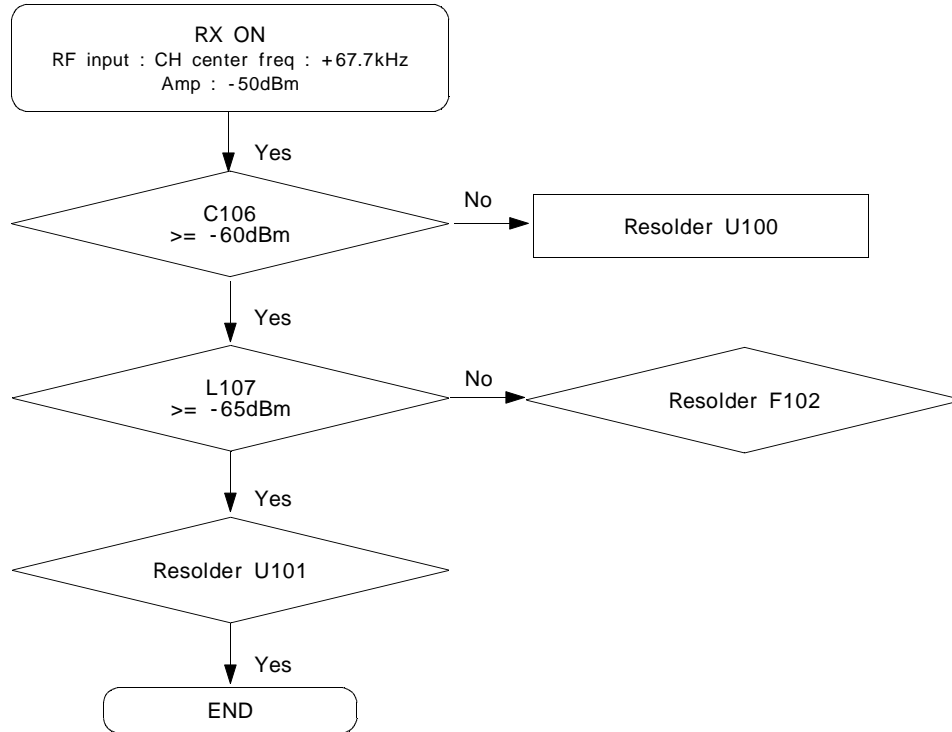 RX ON
RF input : CH center freq : +67.7kHz
Amp : -50dBm
Yes
C106
>= -60dBm
No
Resolder U100
Yes
L107
>= -65dBm
No
Resolder F102
Yes
Resolder U101
Yes
END